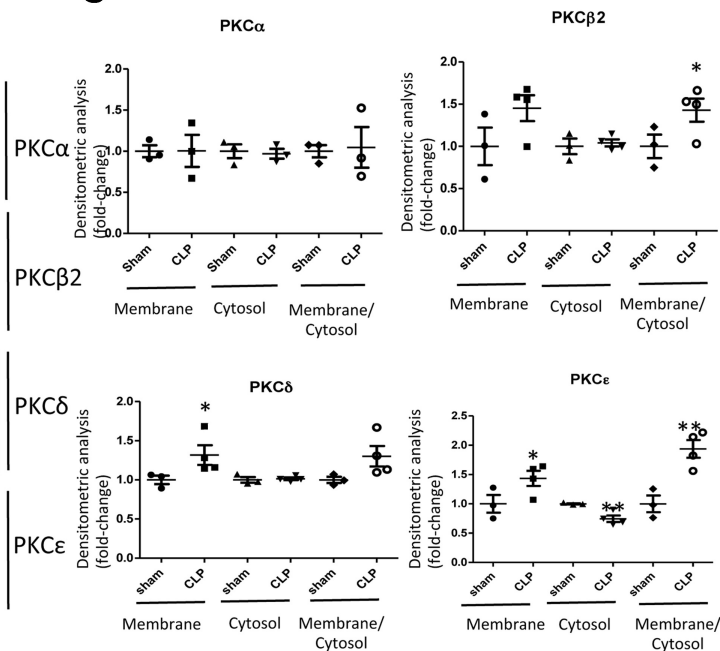 PKCα
PKCβ2
PKCδ
PKCε
PKCα
Densitometric analysis
(fold-change)
2.0
1.5
1.0
0.5
0.0
Sham
CLP
Sham
CLP
Sham
CLP
Membrane
Cytosol
Membrane/
Cytosol
PKCβ2
Densitometric analysis
(fold-change)
2.0
1.5
1.0
0.5
0.0
*
sham
CLP
sham
CLP
sham
CLP
Membrane
Cytosol
Membrane/
Cytosol
PKCδ
Densitometric analysis
(fold-change)
2.0
1.5
1.0
0.5
0.0
*
sham
CLP
sham
CLP
sham
CLP
Membrane
Cytosol
Membrane/
Cytosol
PKCε
Densitometric analysis
(fold-change)
2.5
2.0
1.5
1.0
0.5
0.0
*
**
**
sham
CLP
sham
CLP
sham
CLP
Membrane
Cytosol
Membrane/
Cytosol